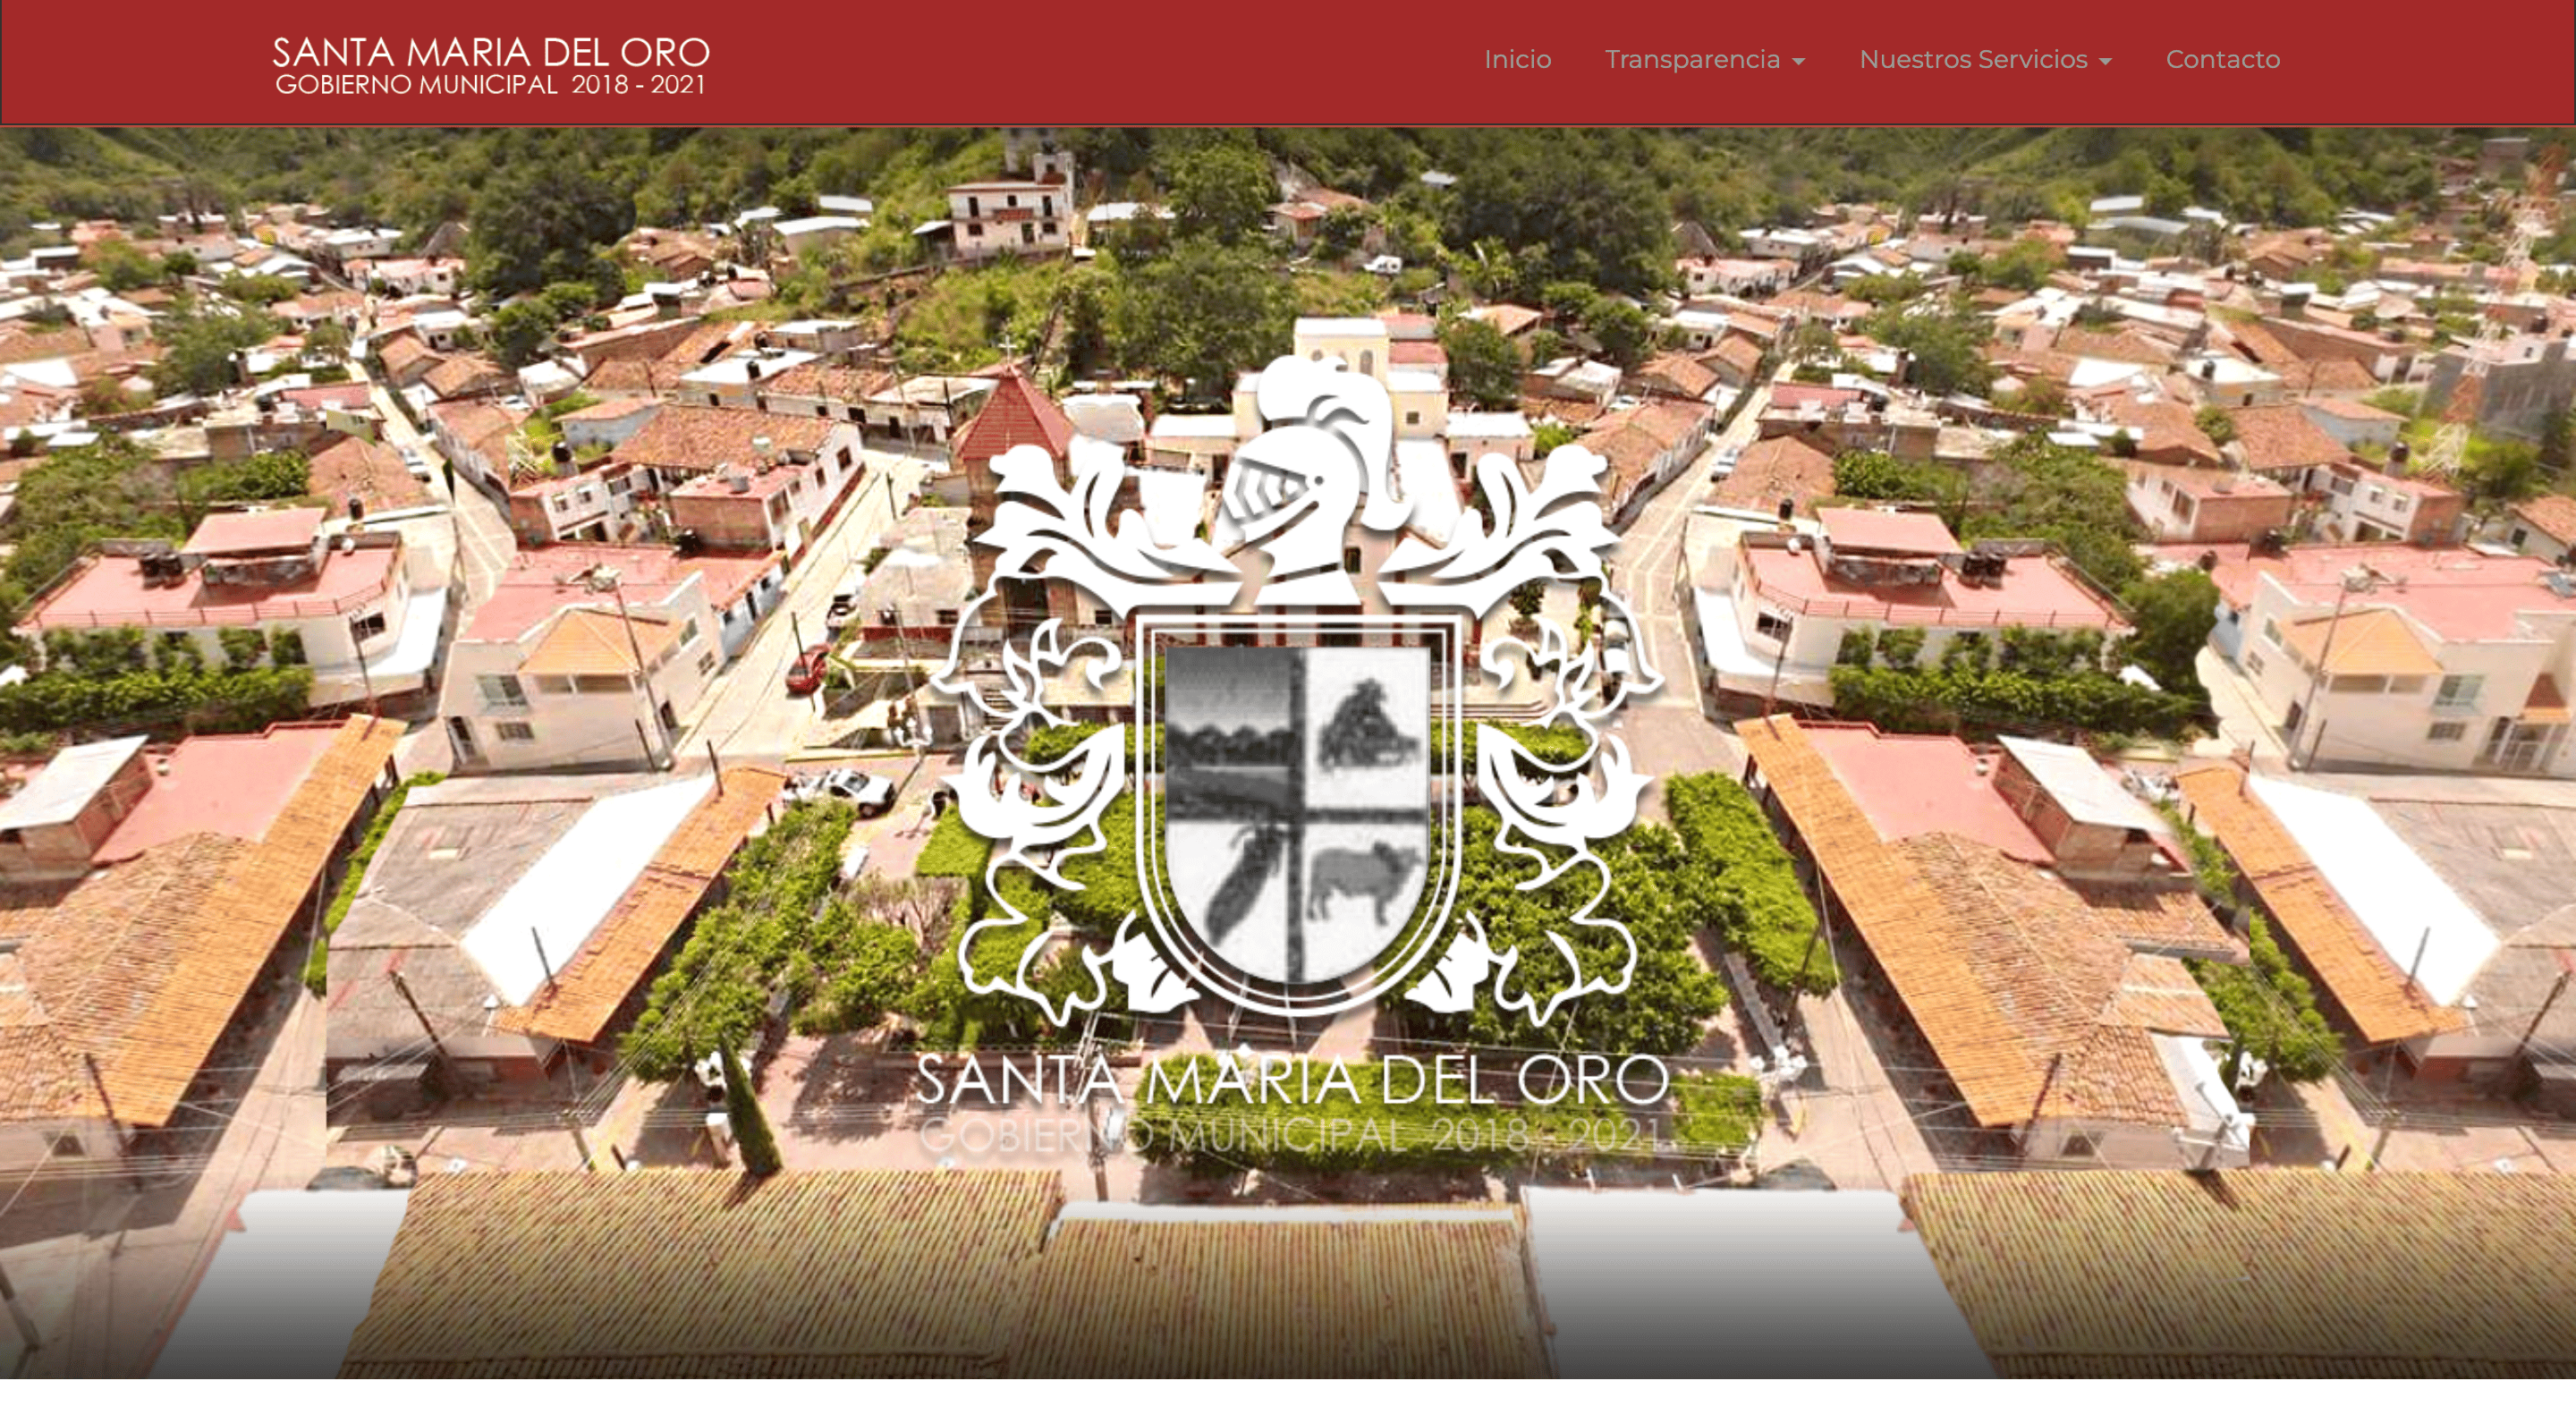 SANTA MARIA DEL ORO
GOBIERNO MUNICIPAL 2018 - 2021
Inicio
Transparencia
Nuestros Servicios
Contacto
SANTA MARIA DEL ORO
GOBIERNO MUNICIPAL 2018 - 2021